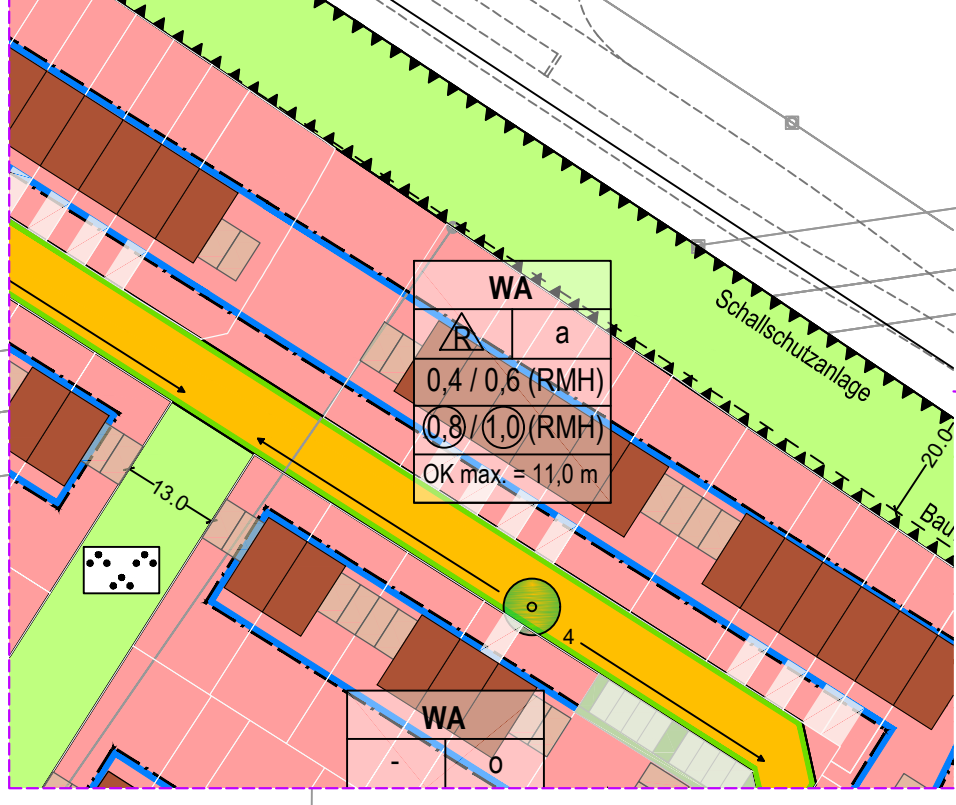 WA
R a
0,4 / 0,6 (RMH)
0,8 / 1,0 (RMH)
OK max. = 11,0 m
Schallschutzanlage
20.0
Bau
13.0
4
WA
- o